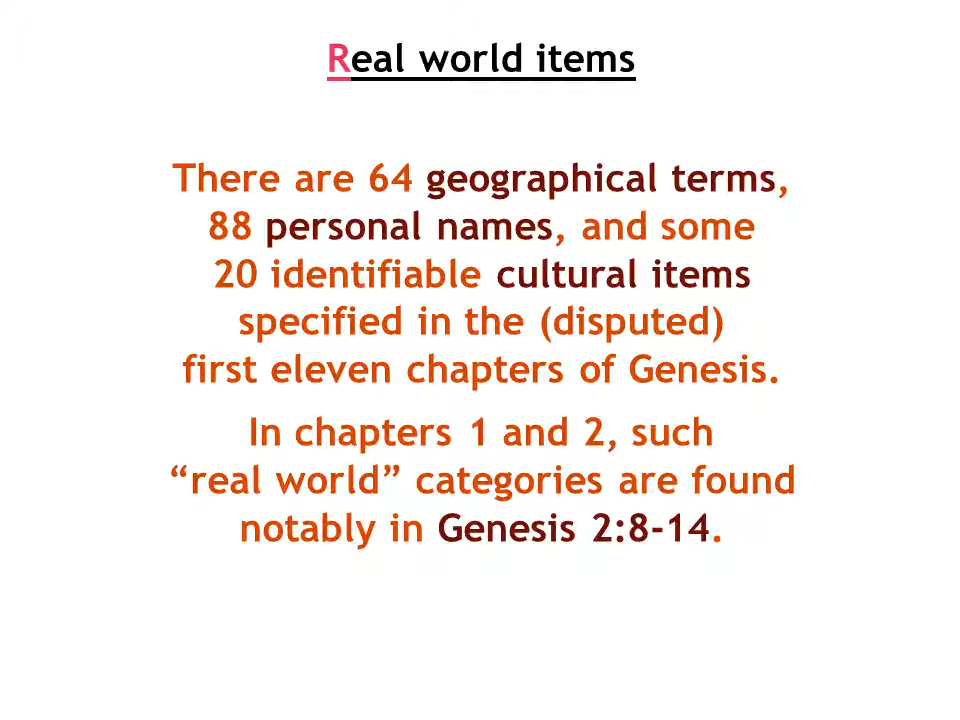 Real world items
There are 64 geographical terms,
88 personal names, and some
20 identifiable cultural items
specified in the (disputed)
first eleven chapters of Genesis.
In chapters 1 and 2, such
“real world” categories are found
notably in Genesis 2:8-14.